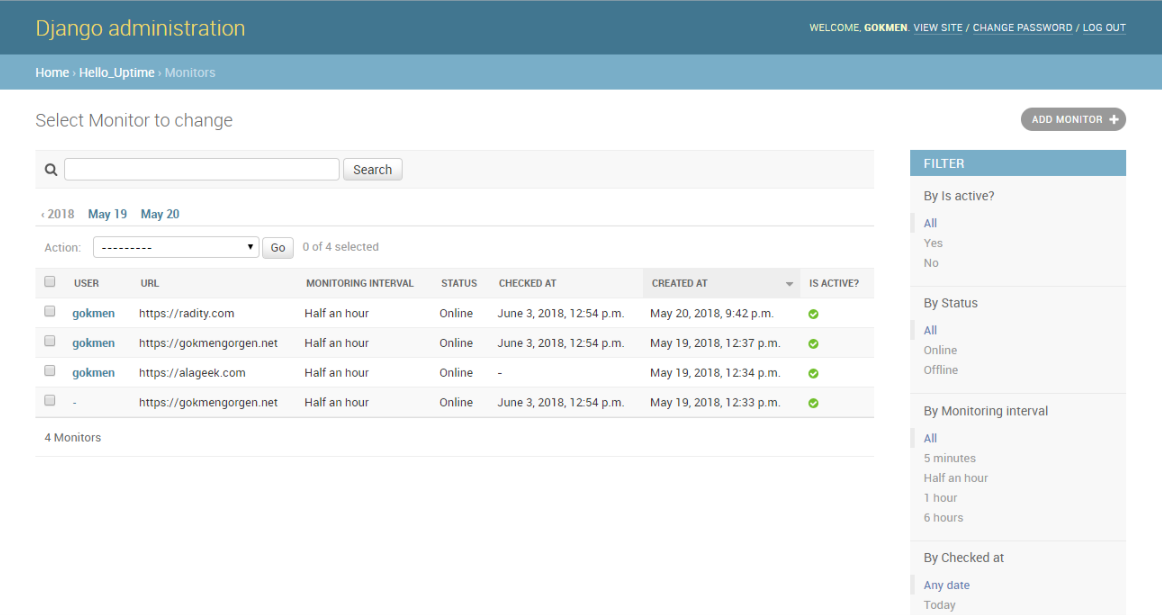 Django administration
WELCOME, GOKMEN. VIEW SITE / CHANGE PASSWORD / LOG OUT
Home › Hello_Uptime › Monitors
Select Monitor to change
ADD MONITOR +
Search
‹ 2018 May 19 May 20
Action: --------- Go 0 of 4 selected
USER URL MONITORING INTERVAL STATUS CHECKED AT CREATED AT IS ACTIVE?
gokmen https://radity.com Half an hour Online June 3, 2018, 12:54 p.m. May 20, 2018, 9:42 p.m.
gokmen https://gokmengorgen.net Half an hour Online June 3, 2018, 12:54 p.m. May 19, 2018, 12:37 p.m.
gokmen https://alageek.com Half an hour Online - May 19, 2018, 12:34 p.m.
- https://gokmengorgen.net Half an hour Online June 3, 2018, 12:54 p.m. May 19, 2018, 12:33 p.m.
4 Monitors
FILTER
By Is active?
All
Yes
No
By Status
All
Online
Offline
By Monitoring interval
All
5 minutes
Half an hour
1 hour
6 hours
By Checked at
Any date
Today